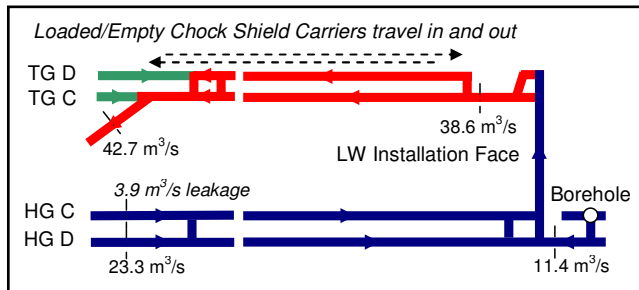 Loaded/Empty Chock Shield Carriers travel in and out
TG D
TG C
42.7 m³/s
38.6 m³/s
LW Installation Face
3.9 m³/s leakage
Borehole
HG C
HG D
23.3 m³/s
11.4 m³/s